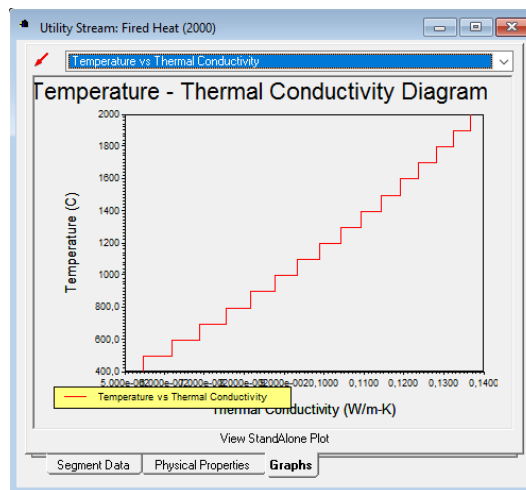 Utility Stream: Fired Heat (2000)
Temperature vs Thermal Conductivity
Temperature - Thermal Conductivity Diagram
2000
1800
1600
1400
1200
1000
800,0
600,0
400,0
Temperature (C)
0,1000 0,1100 0,1200 0,1300 0,1400
Temperature vs Thermal Conductivity
Thermal Conductivity (W/m-K)
View StandAlone Plot
Segment Data Physical Properties Graphs